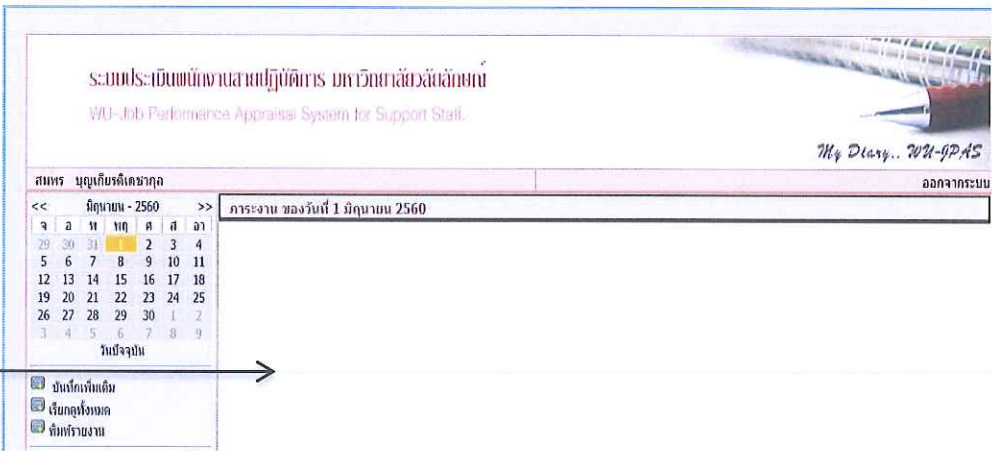 ระบบประเมินพนักงานสายปฏิบัติการ มหาวิทยาลัยวลัยลักษณ์
WU-Job Performance Appraisal System for Support Staff.
My Diary.. WU-JPAS
สมพร บุญเกียรติเดชากุล
ออกจากระบบ
<< มิถุนายน - 2560 >>
จ อ พ พฤ ศ ส อา
29 30 31 1 2 3 4
5 6 7 8 9 10 11
12 13 14 15 16 17 18
19 20 21 22 23 24 25
26 27 28 29 30 1 2
3 4 5 6 7 8 9
วันปัจจุบัน
บันทึกเพิ่มเติม
เรียกดูทั้งหมด
พิมพ์รายงาน
ภาระงาน ของวันที่ 1 มิถุนายน 2560